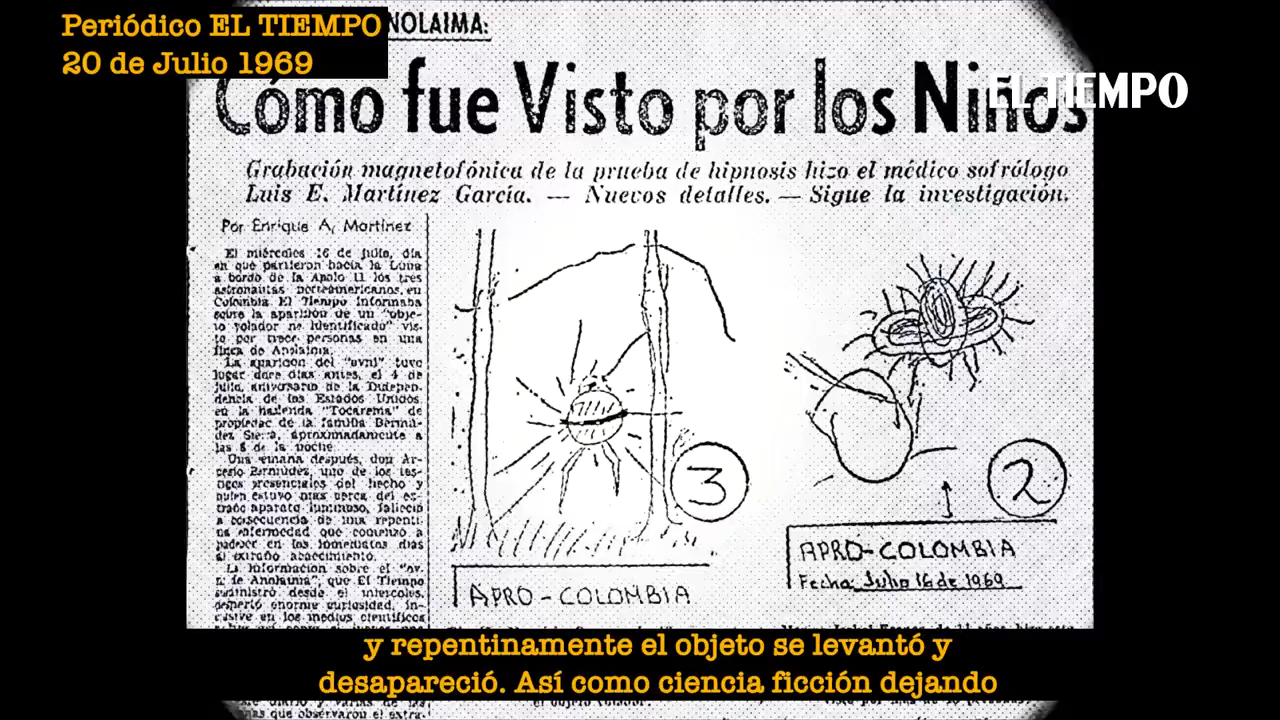 Periódico EL TIEMPO
20 de Julio 1969
NOLAIMA:
EL TIEMPO
Cómo fue Visto por los Niños
Grabación magnetofónica de la prueba de hipnosis hizo el médico sofrólogo
Luis E. Martínez García. — Nuevos detalles. — Sigue la investigación.
Por Enrique A. Martínez
El miércoles 16 de julio, día
en que partieron hacia la Luna
a bordo de la Apolo 11 los tres
astronautas norteamericanos, en
Colombia El Tiempo informaba
sobre la aparición de un "obje-
to volador no identificado" vis-
to por trece personas en una
finca de Anolaima.
La aparición del "ovni" tuvo
lugar doce días antes, el 4 de
julio, aniversario de la Indepen-
dencia de los Estados Unidos
en la hacienda "Tocarema" de
propiedad de la familia Bermú-
dez Sierra, aproximadamente a
las 8 de la noche.
Una semana después, don Ar-
cesio Bermúdez, uno de los tes-
tigos presenciales del hecho y
quien estuvo más cerca del ex-
traño aparato luminoso, falleció
a consecuencia de una repenti-
na enfermedad que comenzó a
padecer en los inmediatos días
al extraño acaecimiento.
La información sobre el "ov-
ni de Anolaima", que El Tiempo
suministró desde el miércoles,
despertó enorme curiosidad, in-
clusive en los medios científicos
3
APRO-COLOMBIA
2
APRO-COLOMBIA
Fecha Julio 16 de 1969
y repentinamente el objeto se levantó y
desapareció. Así como ciencia ficción dejando
el objeto volador.
mas que observaron el extra-